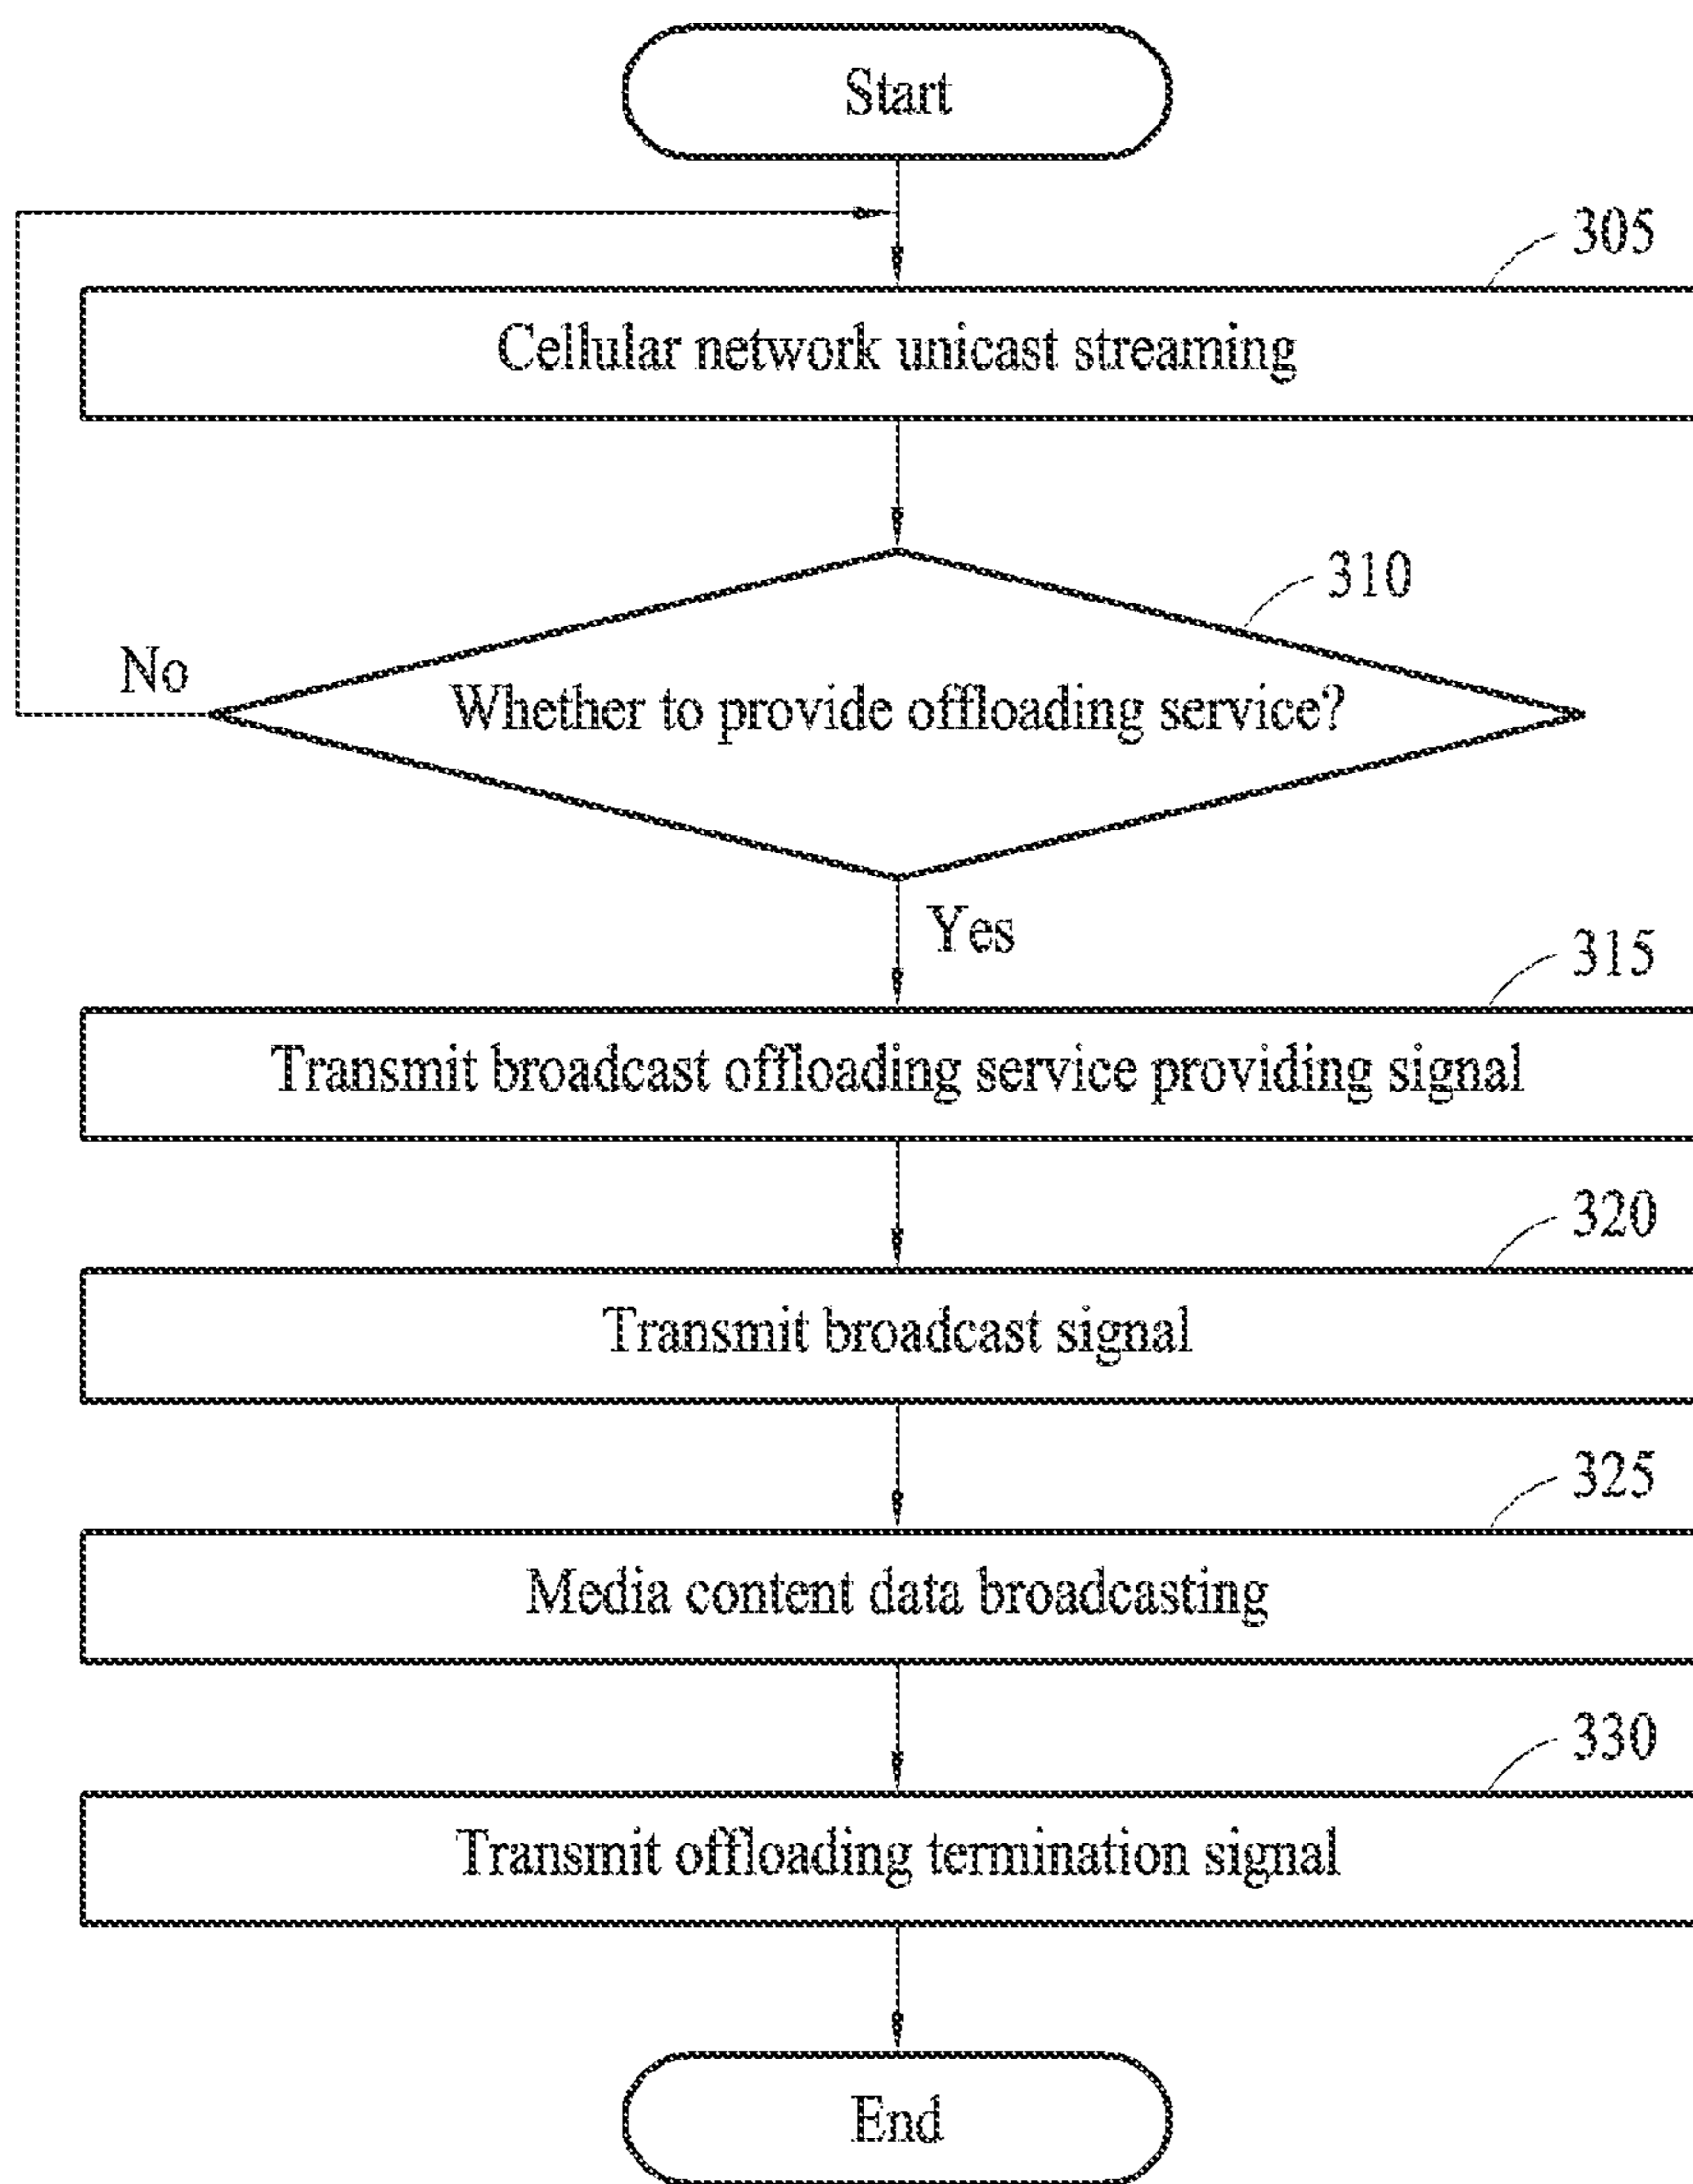 Start
305
Cellular network unicast streaming
310
No
Whether to provide offloading service?
Yes
315
Transmit broadcast offloading service providing signal
320
Transmit broadcast signal
325
Media content data broadcasting
330
Transmit offloading termination signal
End